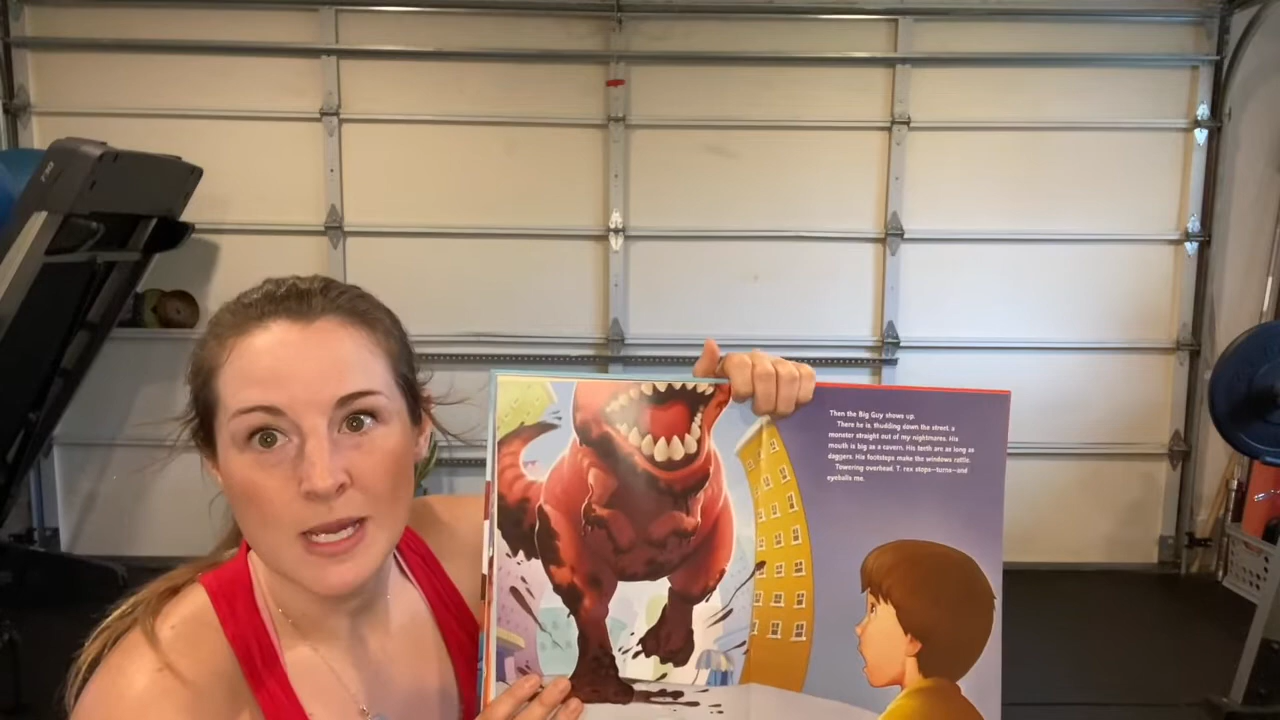 Then the Big Guy shows up.
There he is, thudding down the street, a
monster straight out of my nightmares. His
mouth is big as a cavern. His teeth are as long as
daggers. His footsteps make the windows rattle.
Towering overhead, T. rex stops—turns—and
eyeballs me.